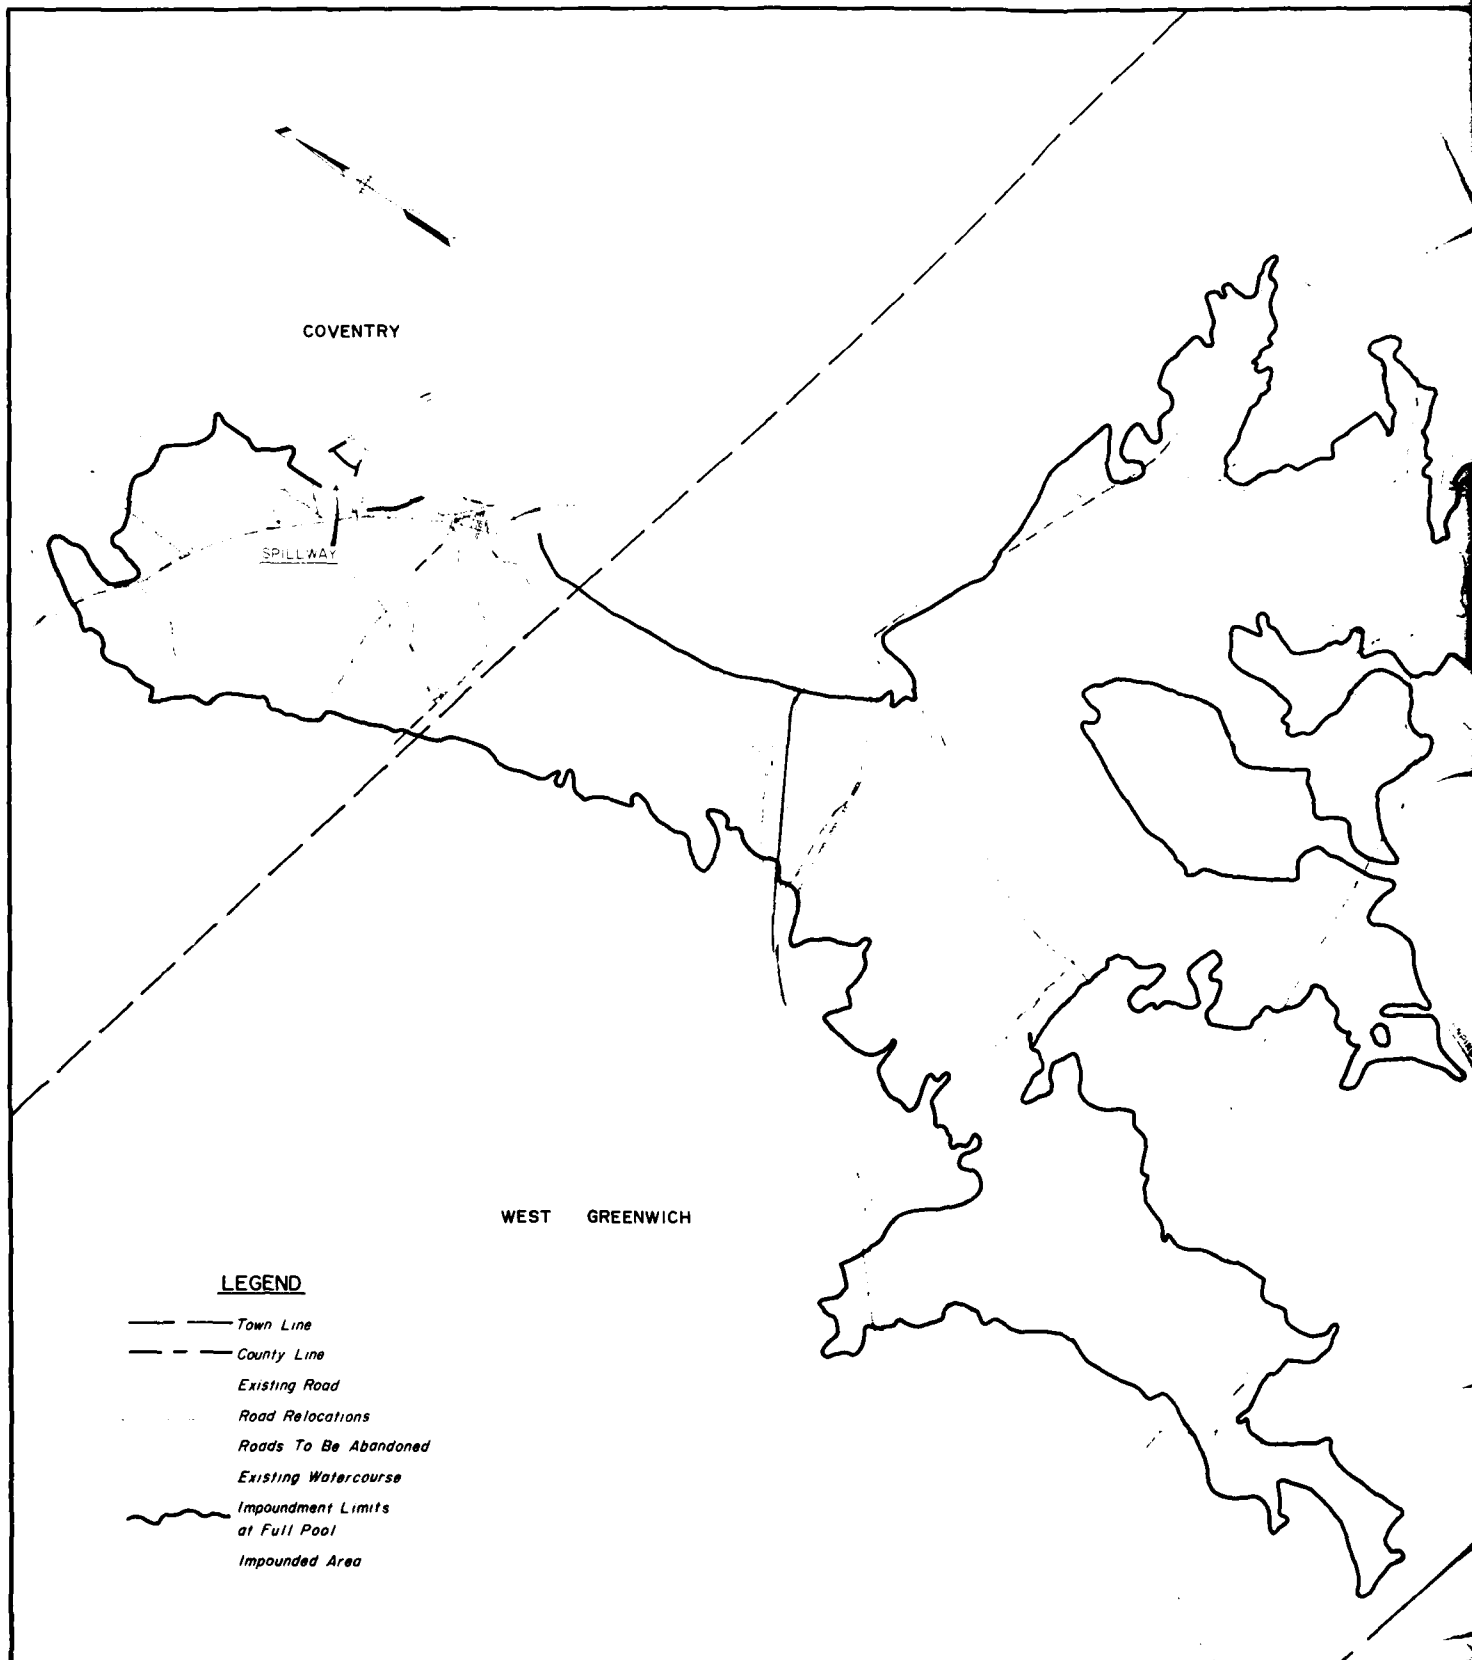 COVENTRY
SPILLWAY
WEST GREENWICH
LEGEND
Town Line
County Line
Existing Road
Road Relocations
Roads To Be Abandoned
Existing Watercourse
Impoundment Limits
at Full Pool
Impounded Area